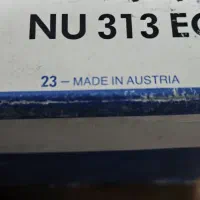 NU 313 EC
23 – MADE IN AUSTRIA